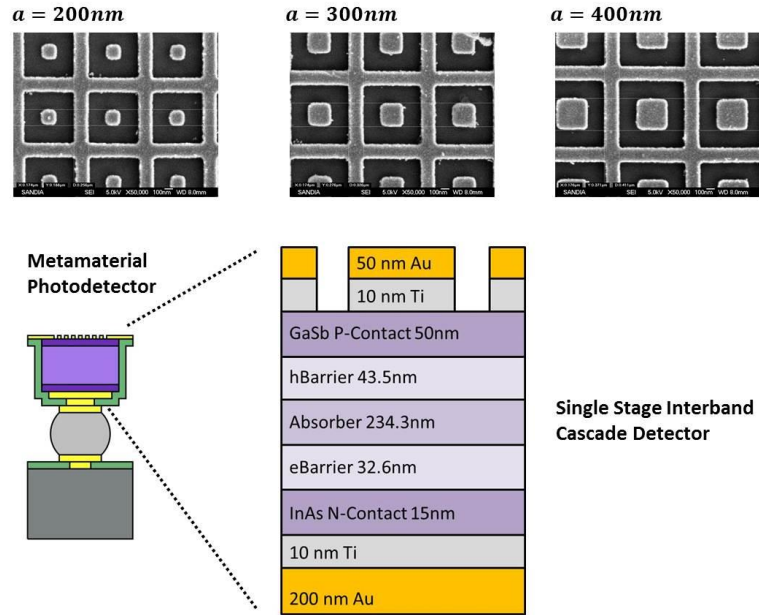 a = 200nm
a = 300nm
a = 400nm
SANDIA SEI 5.0kV X50,000 100nm WD 8.0mm
SANDIA SEI 5.0kV X50,000 100nm WD 8.0mm
SANDIA SEI 5.0kV X50,000 100nm WD 8.0mm
Metamaterial
Photodetector
50 nm Au
10 nm Ti
GaSb P-Contact 50nm
hBarrier 43.5nm
Absorber 234.3nm
eBarrier 32.6nm
InAs N-Contact 15nm
10 nm Ti
200 nm Au
Single Stage Interband
Cascade Detector